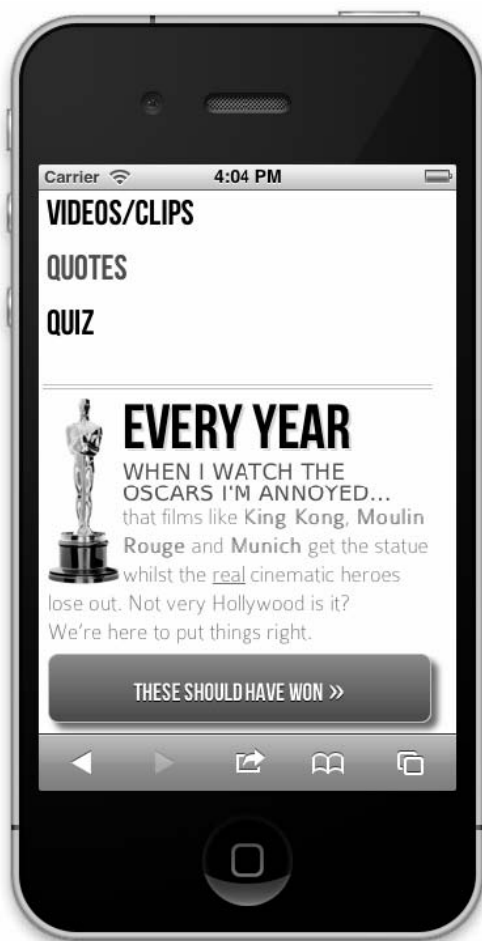 Carrier 4:04 PM
VIDEOS/CLIPS
QUOTES
QUIZ
EVERY YEAR
WHEN I WATCH THE
OSCARS I'M ANNOYED...
that films like King Kong, Moulin
Rouge and Munich get the statue
whilst the real cinematic heroes
lose out. Not very Hollywood is it?
We're here to put things right.
THESE SHOULD HAVE WON »